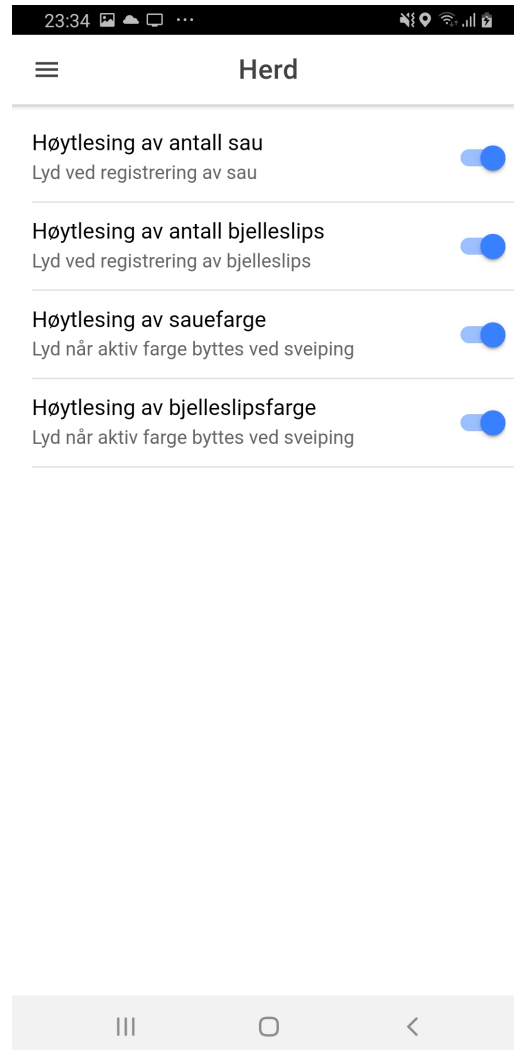 23:34
Herd
Høytlesing av antall sau
Lyd ved registrering av sau
Høytlesing av antall bjelleslips
Lyd ved registrering av bjelleslips
Høytlesing av sauefarge
Lyd når aktiv farge byttes ved sveiping
Høytlesing av bjelleslipsfarge
Lyd når aktiv farge byttes ved sveiping